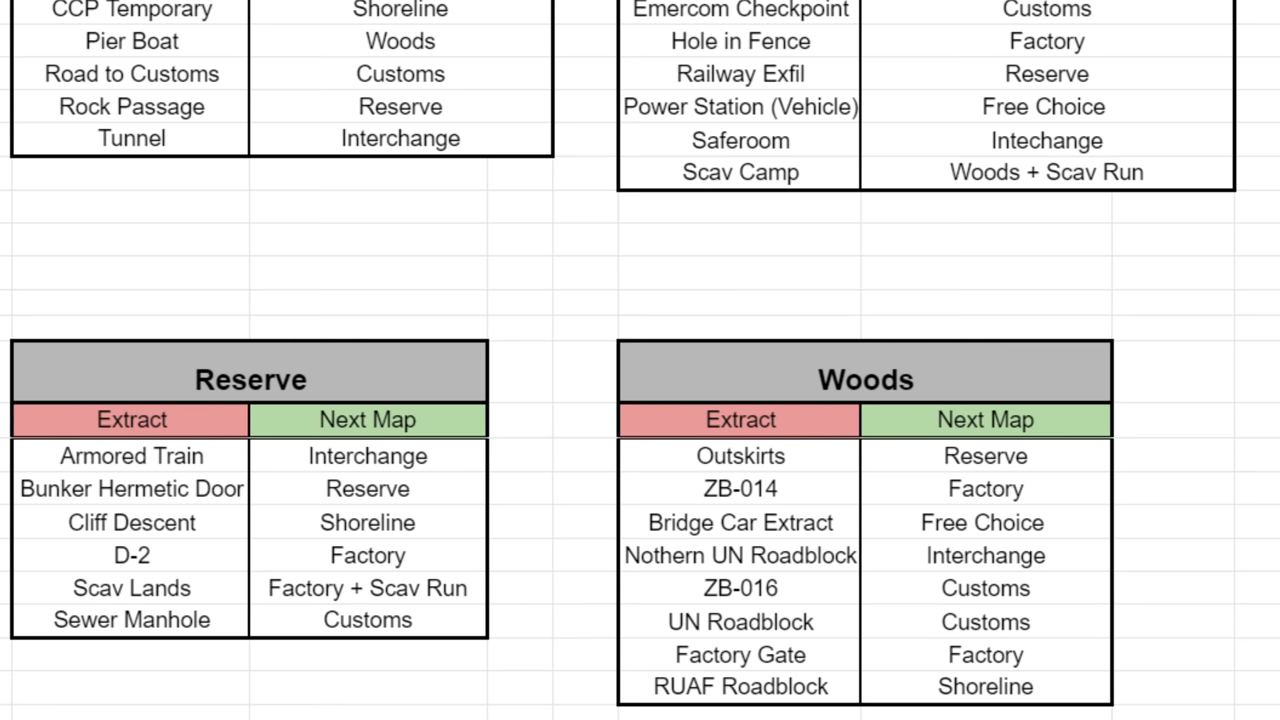 CCP Temporary Shoreline
Pier Boat Woods
Road to Customs Customs
Rock Passage Reserve
Tunnel Interchange
Emercom Checkpoint Customs
Hole in Fence Factory
Railway Exfil Reserve
Power Station (Vehicle) Free Choice
Saferoom Intechange
Scav Camp Woods + Scav Run
Reserve
Extract Next Map
Armored Train Interchange
Bunker Hermetic Door Reserve
Cliff Descent Shoreline
D-2 Factory
Scav Lands Factory + Scav Run
Sewer Manhole Customs
Woods
Extract Next Map
Outskirts Reserve
ZB-014 Factory
Bridge Car Extract Free Choice
Nothern UN Roadblock Interchange
ZB-016 Customs
UN Roadblock Customs
Factory Gate Factory
RUAF Roadblock Shoreline